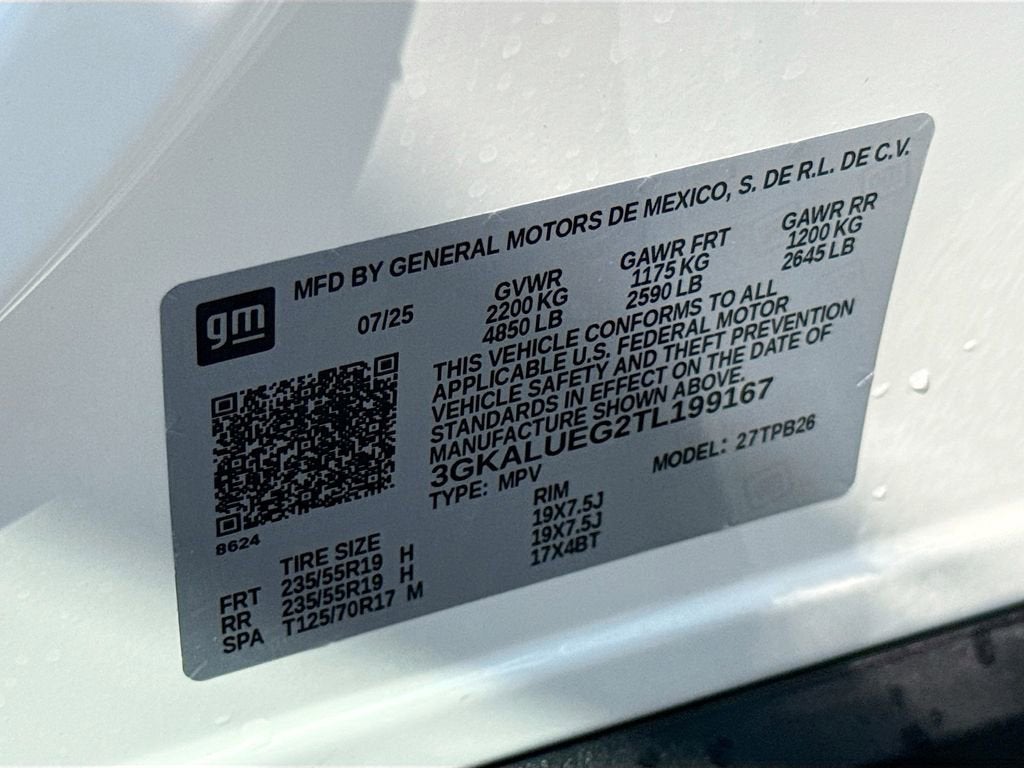 MFD BY GENERAL MOTORS DE MEXICO, S. DE R.L. DE C.V.
gm
07/25
GVWR
2200 KG
4850 LB
GAWR FRT
1175 KG
2590 LB
GAWR RR
1200 KG
2645 LB
THIS VEHICLE CONFORMS TO ALL
APPLICABLE U.S. FEDERAL MOTOR
VEHICLE SAFETY AND THEFT PREVENTION
STANDARDS IN EFFECT ON THE DATE OF
MANUFACTURE SHOWN ABOVE.
3GKALUEG2TL199167
TYPE: MPV
MODEL: 27TPB26
8624
TIRE SIZE RIM
FRT 235/55R19 H 19X7.5J
RR 235/55R19 H 19X7.5J
SPA T125/70R17 M 17X4BT